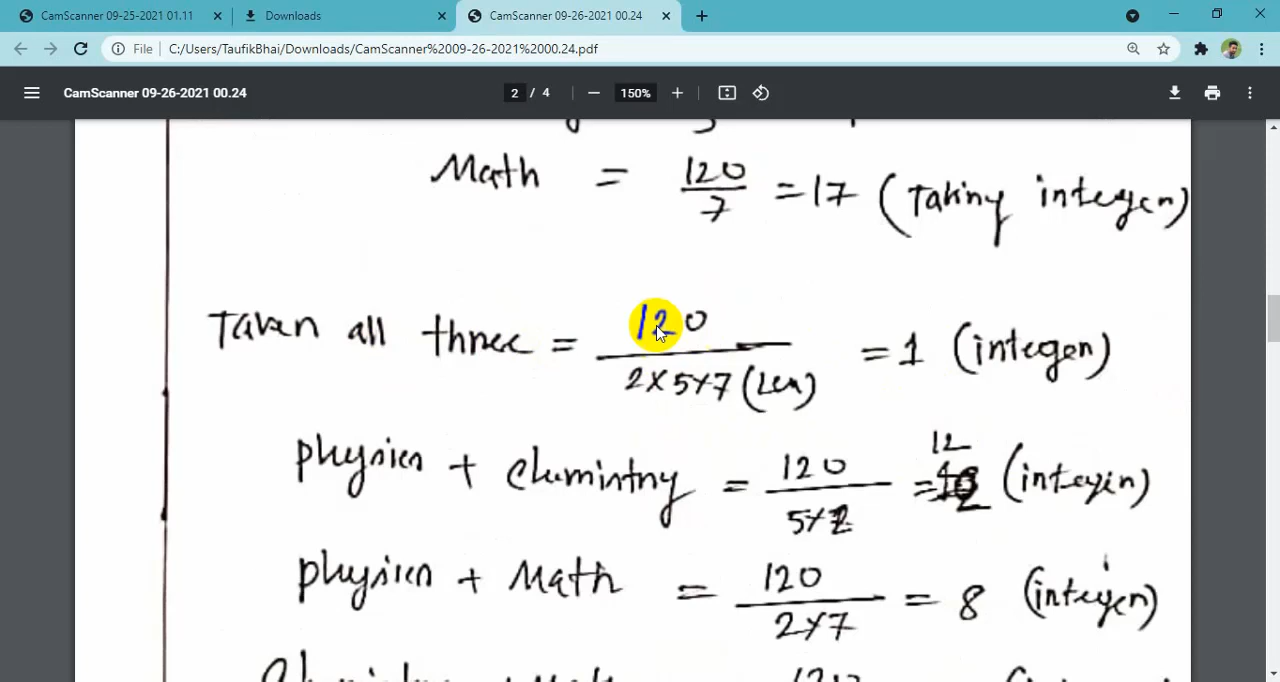 CamScanner 09-25-2021 01.11
Downloads
CamScanner 09-26-2021 00.24
File
C:/Users/TaufikBhai/Downloads/CamScanner%2009-26-2021%2000.24.pdf
CamScanner 09-26-2021 00.24
2 / 4
150%
Math = 120/7 = 17 (Taking integer)
Taken all three = 120/2×5×7 (Lcm) = 1 (integer)
physics + chemistry = 120/5×2 = 12 (integer)
physics + Math = 120/2×7 = 8 (integer)